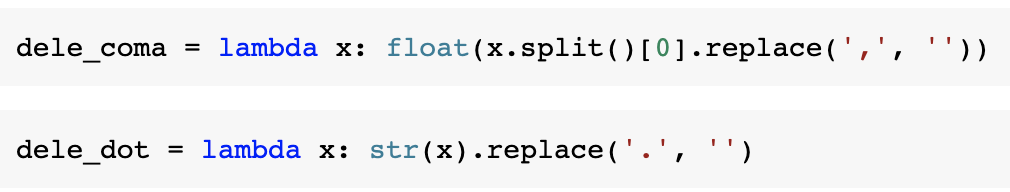 dele_coma = lambda x: float(x.split()[0].replace(',', ''))
dele_dot = lambda x: str(x).replace('.', '')